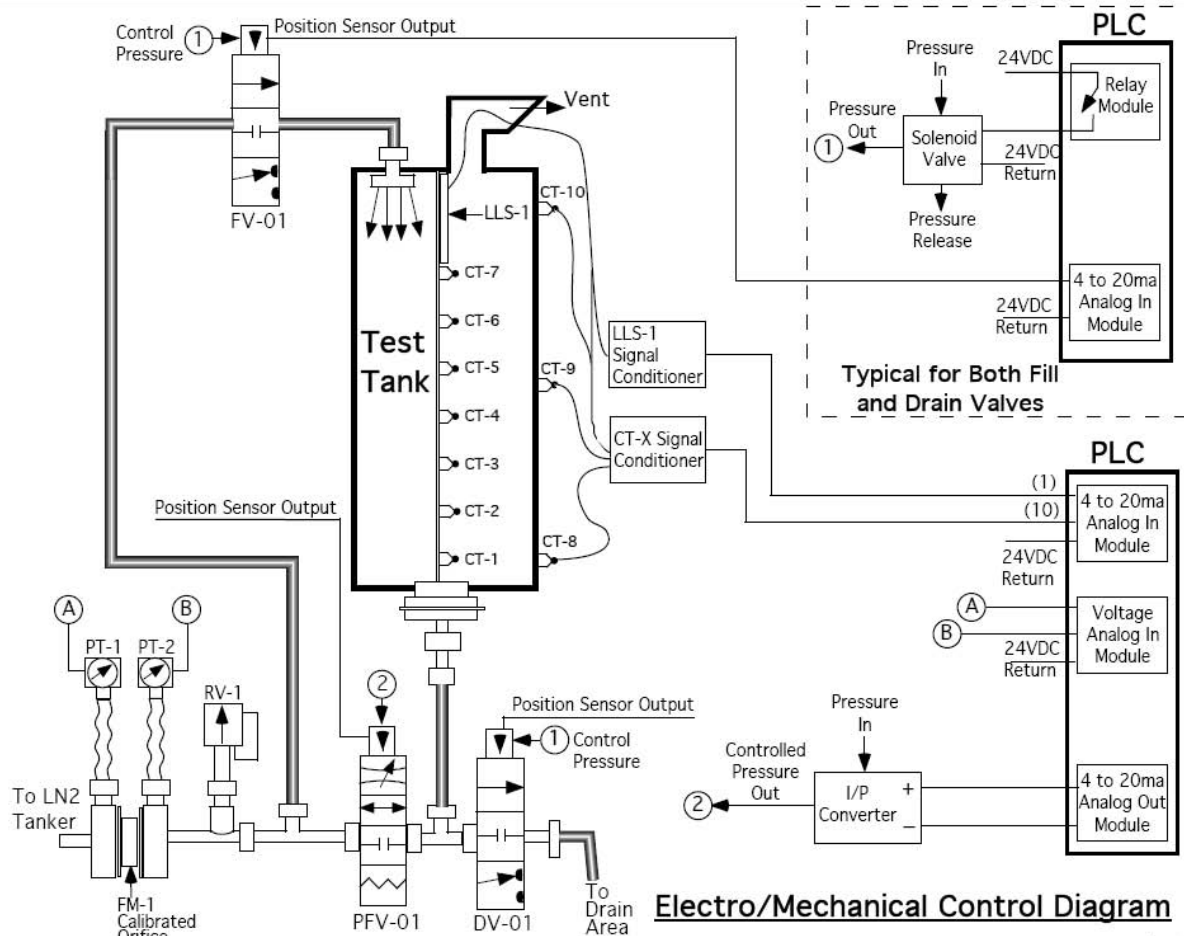 Control
Pressure
1
Position Sensor Output
FV-01
Vent
LLS-1
CT-10
CT-7
CT-6
CT-5
CT-4
CT-3
CT-2
CT-1
CT-9
CT-8
Test
Tank
LLS-1
Signal
Conditioner
CT-X Signal
Conditioner
PLC
Pressure
In
24VDC
Relay
Module
Pressure
Out
1
Solenoid
Valve
24VDC
Return
Pressure
Release
4 to 20ma
Analog In
Module
24VDC
Return
Typical for Both Fill
and Drain Valves
PLC
(1)
(10)
4 to 20ma
Analog In
Module
24VDC
Return
A
B
Voltage
Analog In
Module
24VDC
Return
Pressure
In
Controlled
Pressure
Out
2
I/P
Converter
+
–
4 to 20ma
Analog Out
Module
Position Sensor Output
A
B
PT-1
PT-2
RV-1
2
Position Sensor Output
1
Control
Pressure
To LN2
Tanker
FM-1
Calibrated
Orifice
PFV-01
DV-01
To
Drain
Area
Electro/Mechanical Control Diagram